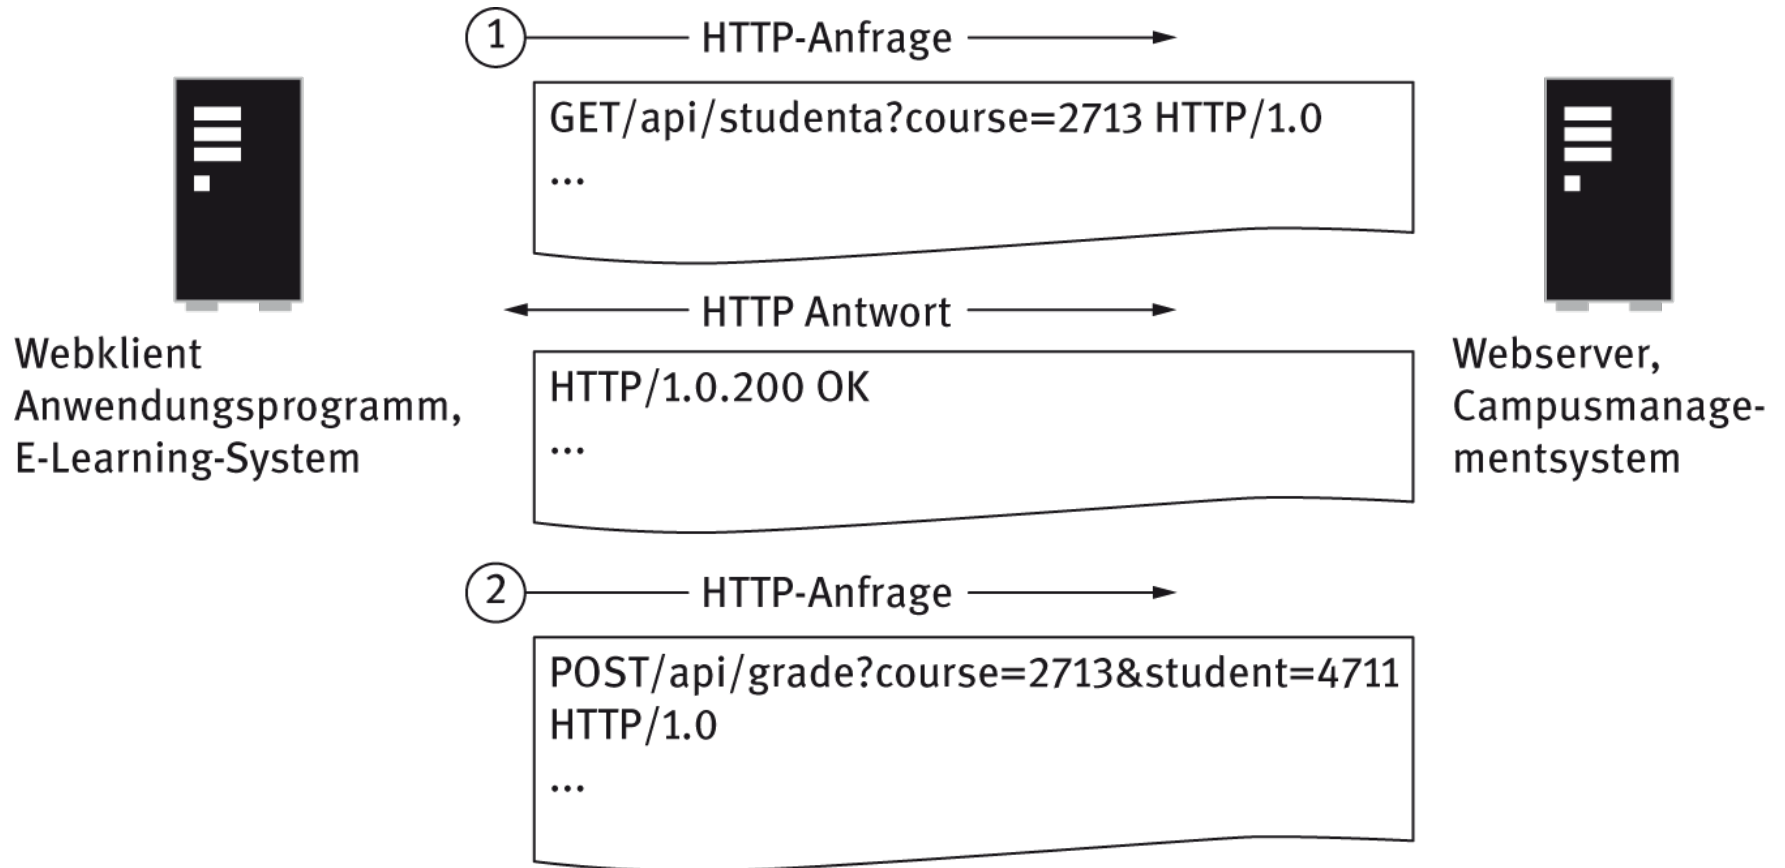 1 HTTP-Anfrage
GET/api/studenta?course=2713 HTTP/1.0
...
HTTP Antwort
HTTP/1.0.200 OK
...
Webklient
Anwendungsprogramm,
E-Learning-System
Webserver,
Campusmanage-
mentsystem
2 HTTP-Anfrage
POST/api/grade?course=2713&student=4711
HTTP/1.0
...